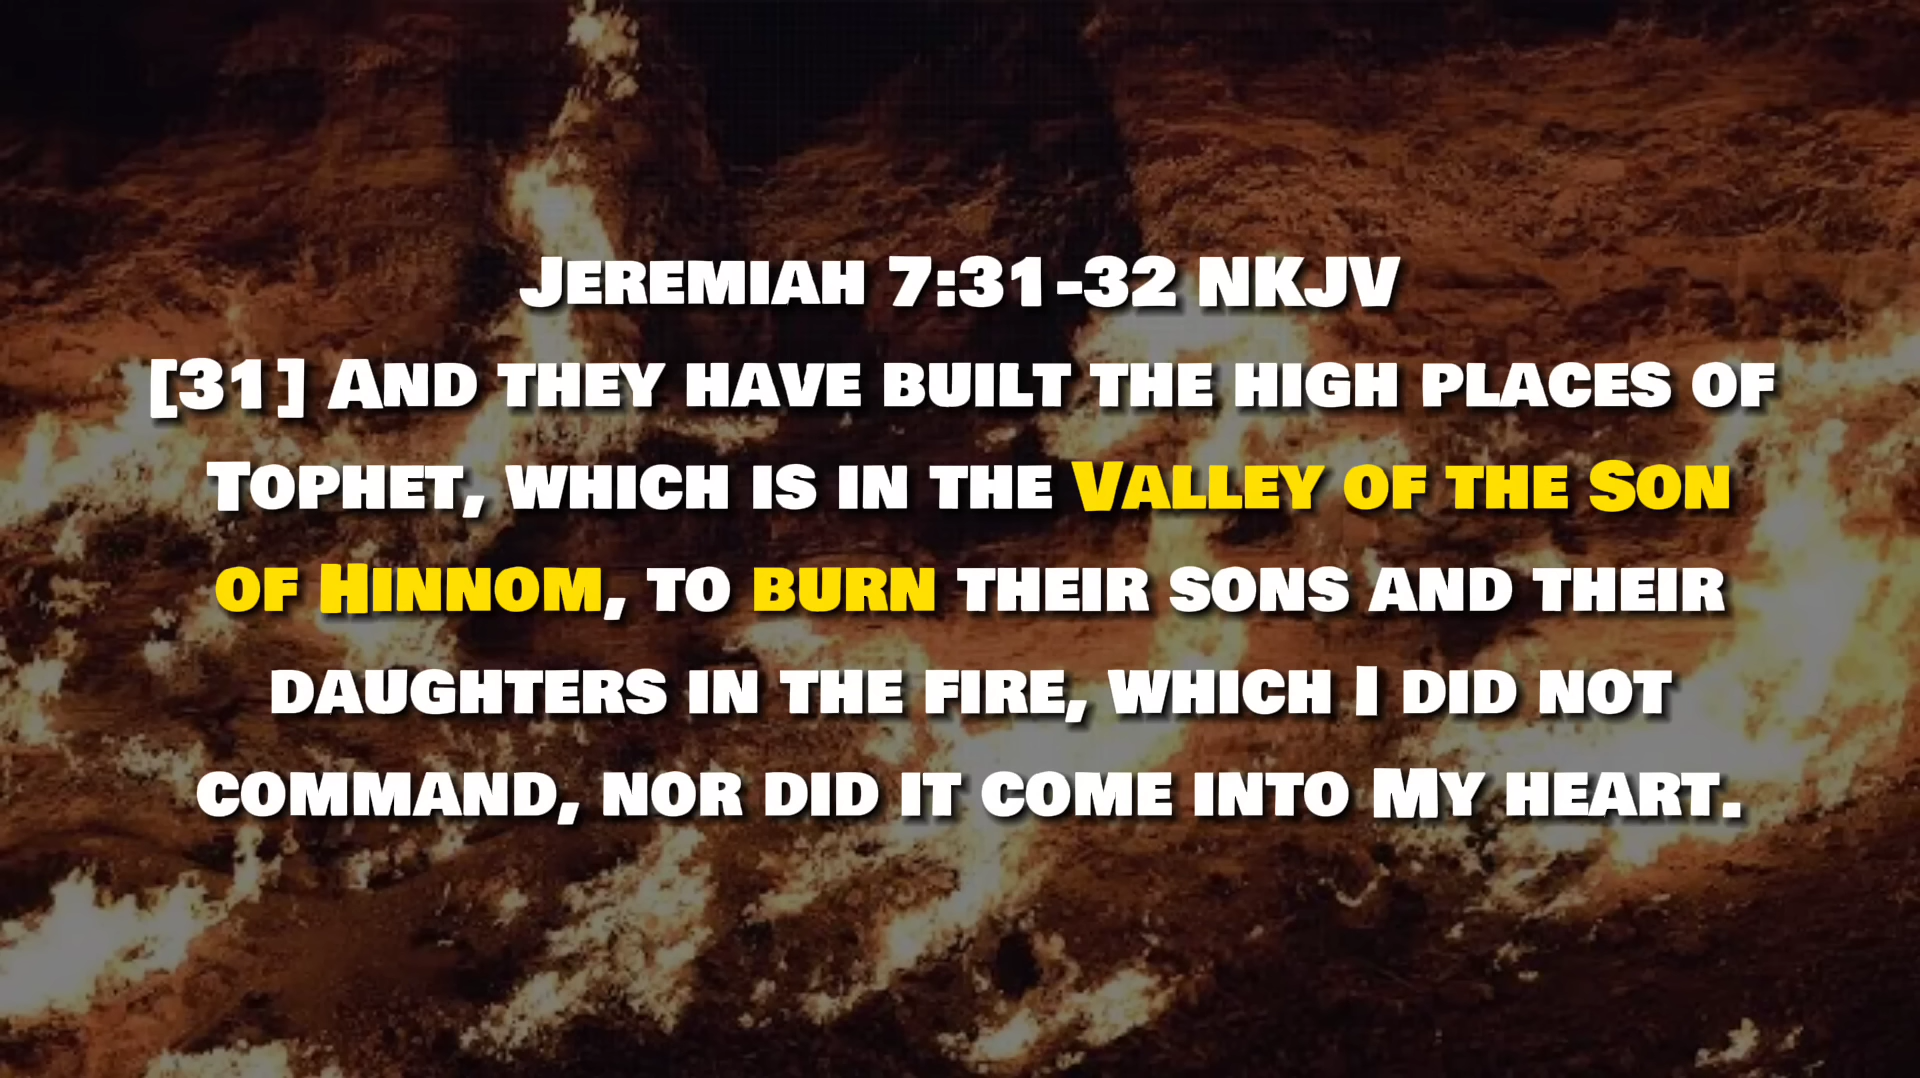 Jeremiah 7:31-32 NKJV
[31] And they have built the high places of
Tophet, which is in the Valley of the Son
of Hinnom, to burn their sons and their
daughters in the fire, which I did not
command, nor did it come into My heart.